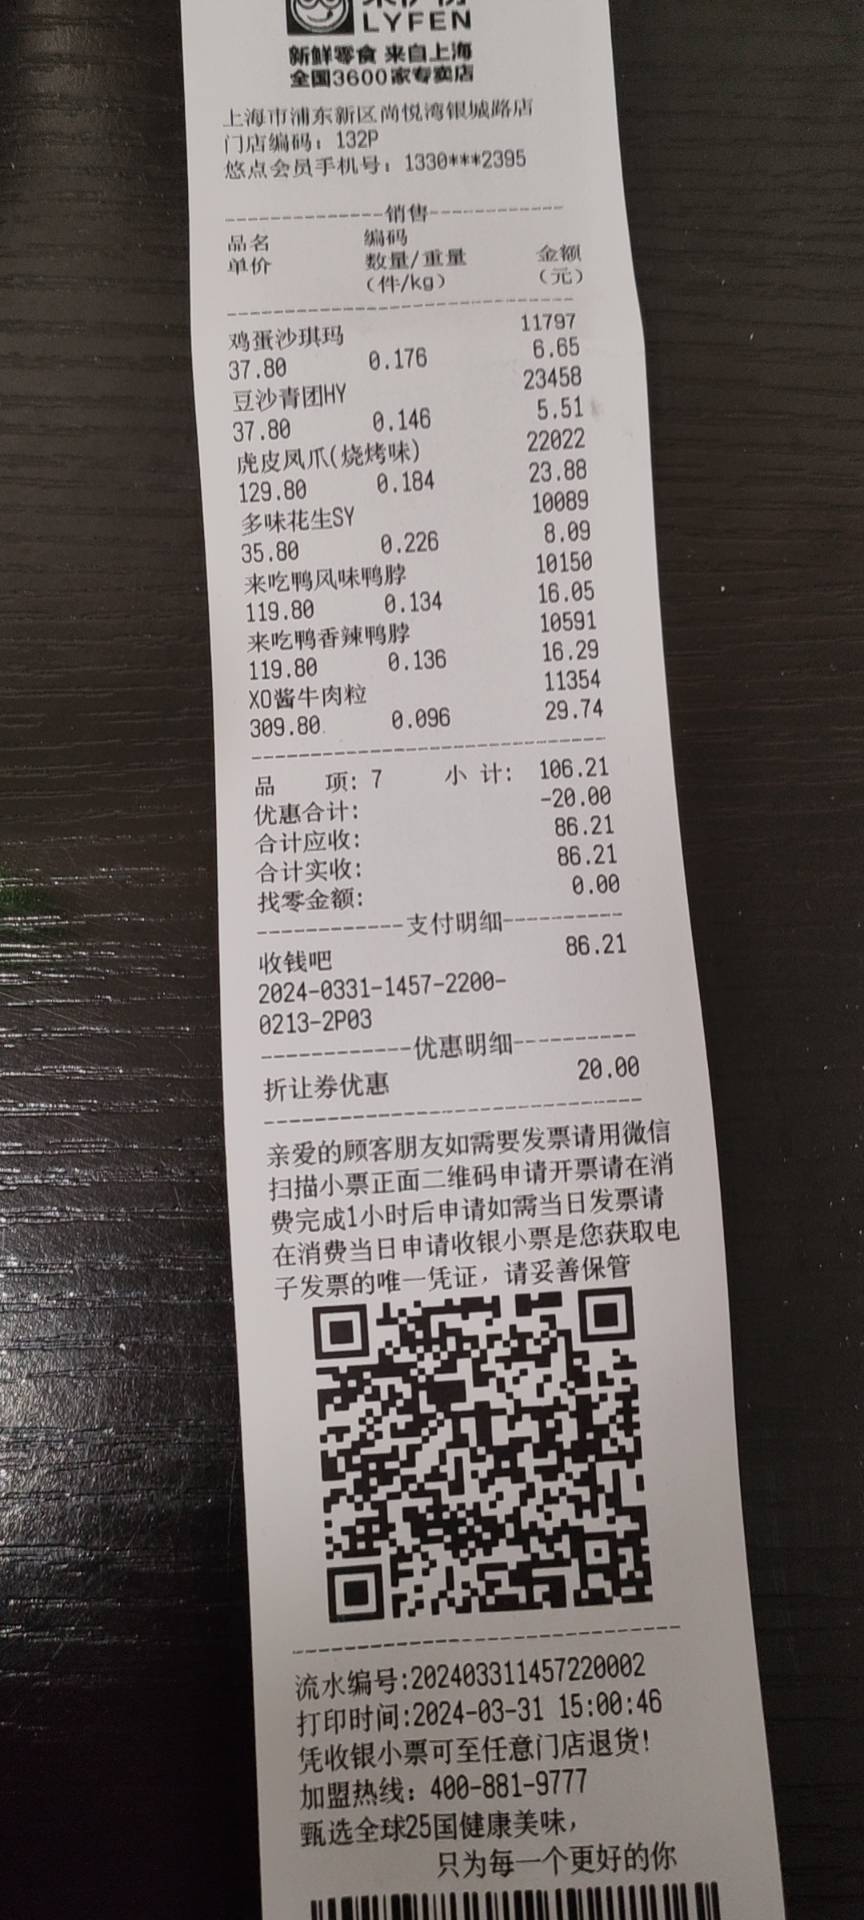 LYFEN
新鲜零食 来自上海
全国3600家专卖店
上海市浦东新区尚悦湾银城路店
门店编码：132P
悠点会员手机号：1330***2395
---------------销售-------------
品名 编码
单价 数量/重量 金额
（件/kg） （元）
鸡蛋沙琪玛 11797
37.80 0.176 6.65
豆沙青团HY 23458
37.80 0.146 5.51
虎皮凤爪(烧烤味) 22022
129.80 0.184 23.88
多味花生SY 10089
35.80 0.226 8.09
来吃鸭风味鸭脖 10150
119.80 0.134 16.05
来吃鸭香辣鸭脖 10591
119.80 0.136 16.29
XO酱牛肉粒 11354
309.80 0.096 29.74
品 项: 7 小 计: 106.21
优惠合计: -20.00
合计应收: 86.21
合计实收: 86.21
找零金额: 0.00
------------支付明细----------
收钱吧 86.21
2024-0331-1457-2200-
0213-2P03
------------优惠明细----------
折让券优惠 20.00
亲爱的顾客朋友如需要发票请用微信
扫描小票正面二维码申请开票请在消
费完成1小时后申请如需当日发票请
在消费当日申请收银小票是您获取电
子发票的唯一凭证，请妥善保管
流水编号:202403311457220002
打印时间:2024-03-31 15:00:46
凭收银小票可至任意门店退货!
加盟热线：400-881-9777
甄选全球25国健康美味，
只为每一个更好的你